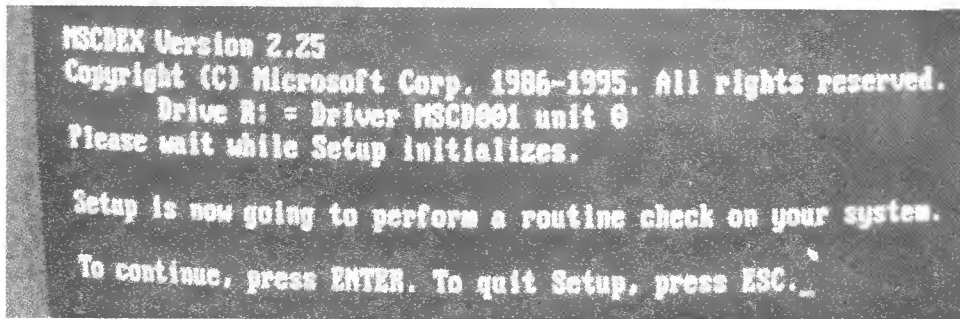 MSCDEX Version 2.25
Copyright (C) Microsoft Corp. 1986-1995. All rights reserved.
Drive R: = Driver MSCD001 unit 0
Please wait while Setup initializes.
Setup is now going to perform a routine check on your system.
To continue, press ENTER. To quit Setup, press ESC._